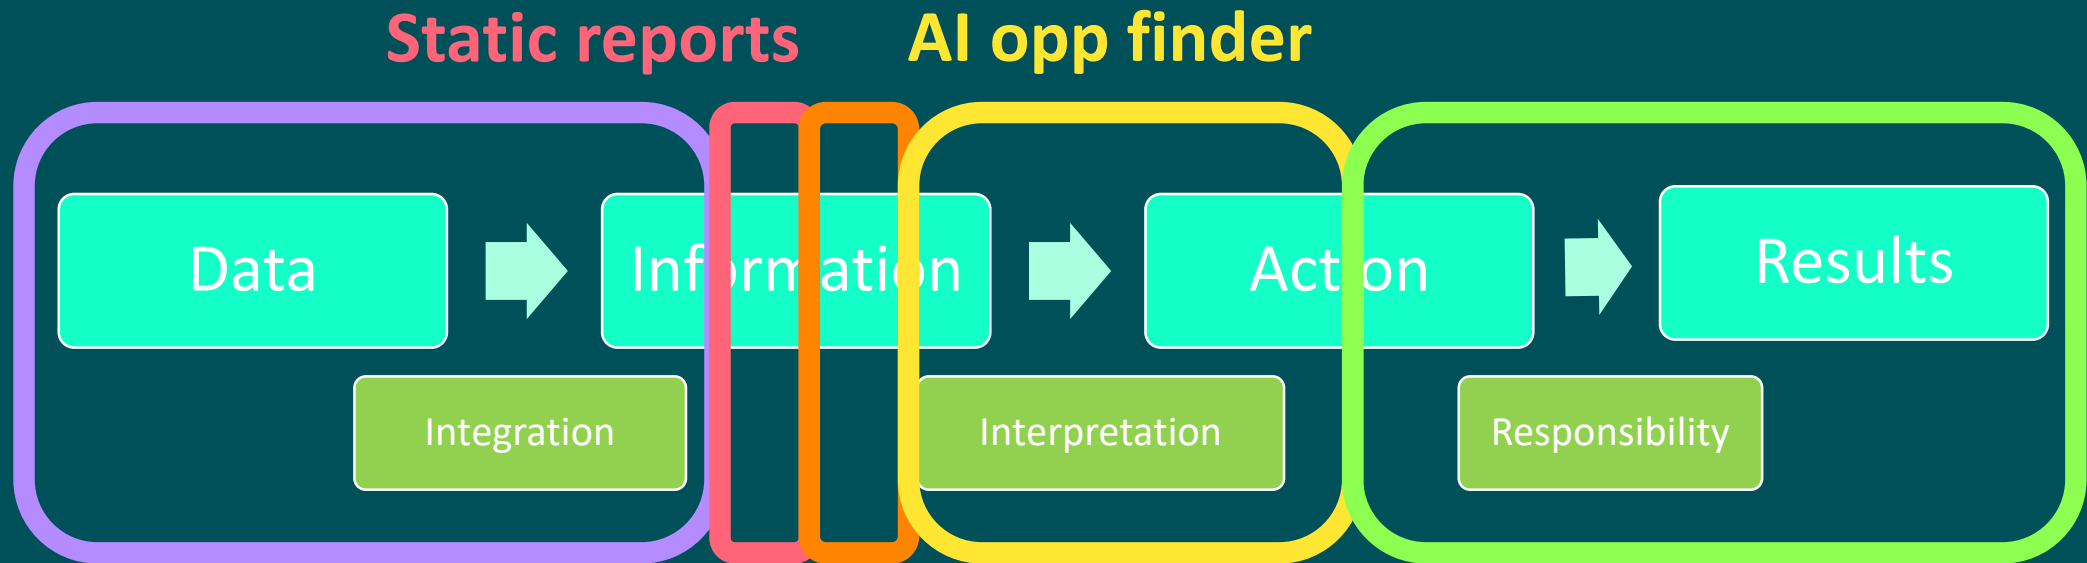 Static reports
AI opp finder
Data
Information
Action
Results
Integration
Interpretation
Responsibility